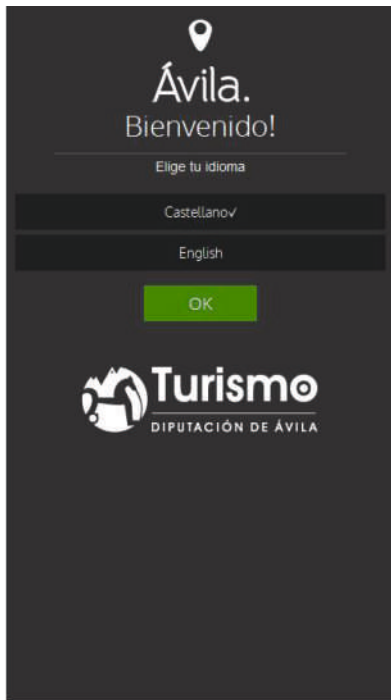 Ávila.
Bienvenido!
Elige tu idioma
Castellano✓
English
OK
Turismo
DIPUTACIÓN DE ÁVILA